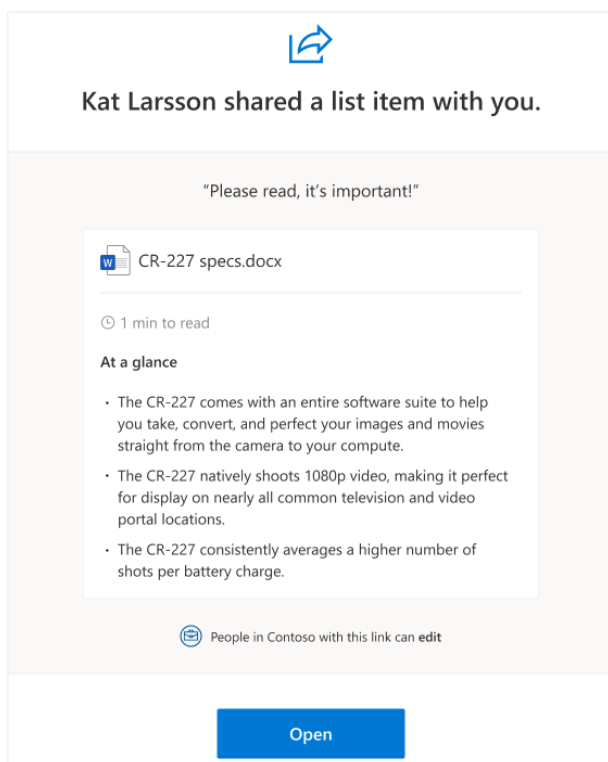 Kat Larsson shared a list item with you.
“Please read, it’s important!”
W CR-227 specs.docx
1 min to read
At a glance
· The CR-227 comes with an entire software suite to help
you take, convert, and perfect your images and movies
straight from the camera to your compute.
· The CR-227 natively shoots 1080p video, making it perfect
for display on nearly all common television and video
portal locations.
· The CR-227 consistently averages a higher number of
shots per battery charge.
People in Contoso with this link can edit
Open